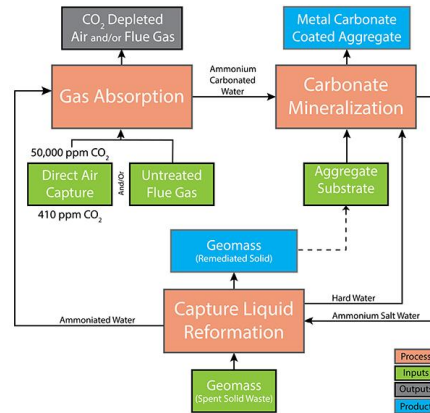 CO2 Depleted
Air and/or Flue Gas
Metal Carbonate
Coated Aggregate
Gas Absorption
Ammonium
Carbonated
Water
Carbonate
Mineralization
50,000 ppm CO2
Direct Air
Capture
And/Or
Untreated
Flue Gas
Aggregate
Substrate
410 ppm CO2
Geomass
(Remediated Solid)
Capture Liquid
Reformation
Hard Water
Ammoniated Water
Ammonium Salt Water
Geomass
(Spent Solid Waste)
Process
Inputs
Outputs
Product